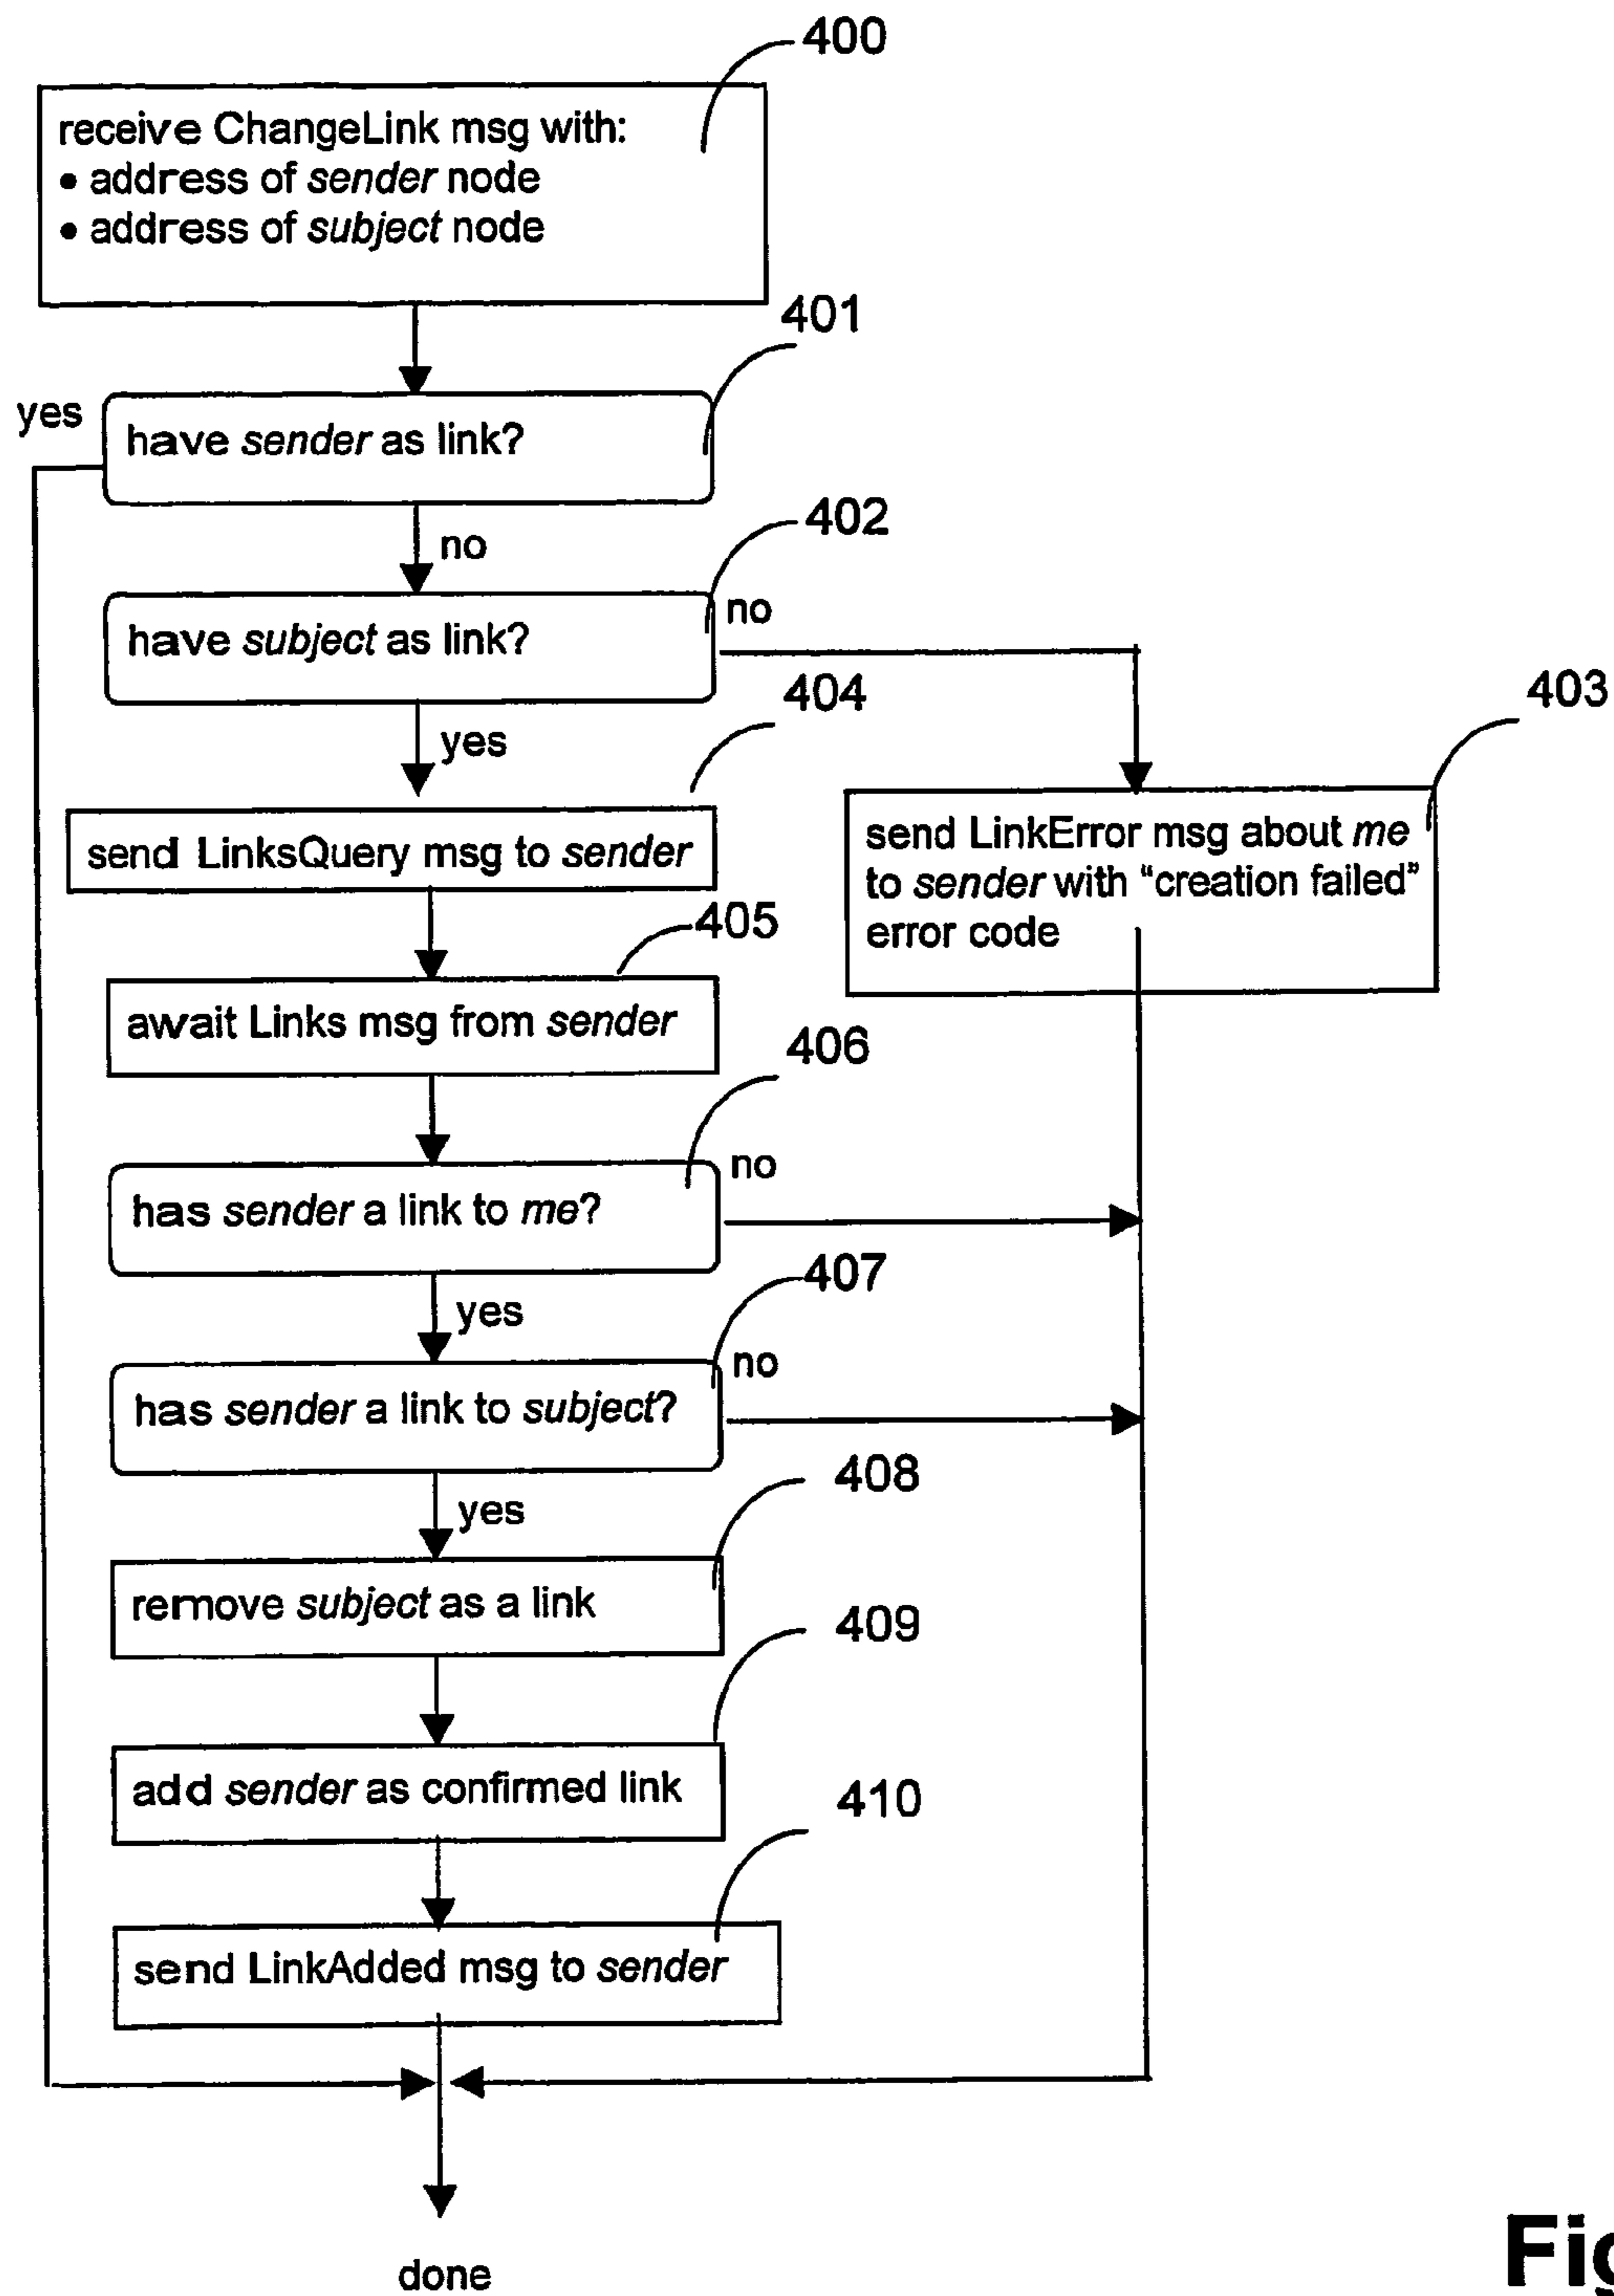 400
receive ChangeLink msg with:
• address of sender node
• address of subject node
401
yes
have sender as link?
no
402
have subject as link?
no
yes
404
403
send LinksQuery msg to sender
send LinkError msg about me
to sender with “creation failed”
error code
405
await Links msg from sender
406
has sender a link to me?
no
yes
407
has sender a link to subject?
no
yes
408
remove subject as a link
409
add sender as confirmed link
410
send LinkAdded msg to sender
done